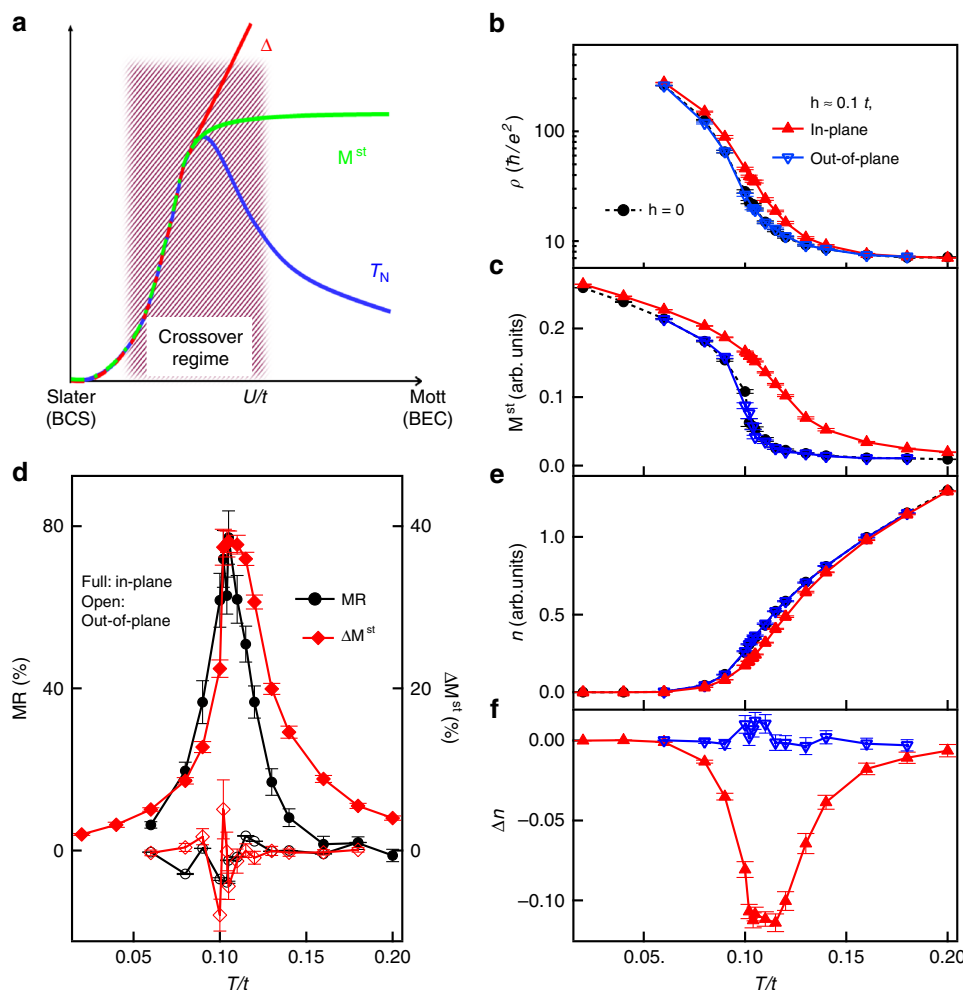 a
Δ
M st
T N
Crossover
regime
Slater
(BCS)
U/t
Mott
(BEC)
b
ρ (ℏ/e²)
100
10
h ≈ 0.1 t,
In-plane
Out-of-plane
h = 0
c
M st (arb. units)
0.2
0.1
0.0
d
MR (%)
80
40
0
Full: in-plane
Open:
Out-of-plane
MR
ΔM st
40
20
0
ΔM st (%)
0.05
0.10
0.15
0.20
T/t
e
n (arb.units)
1.0
0.5
0.0
f
Δn
0.00
−0.05
−0.10
0.05.
0.10
0.15
0.20
T/t